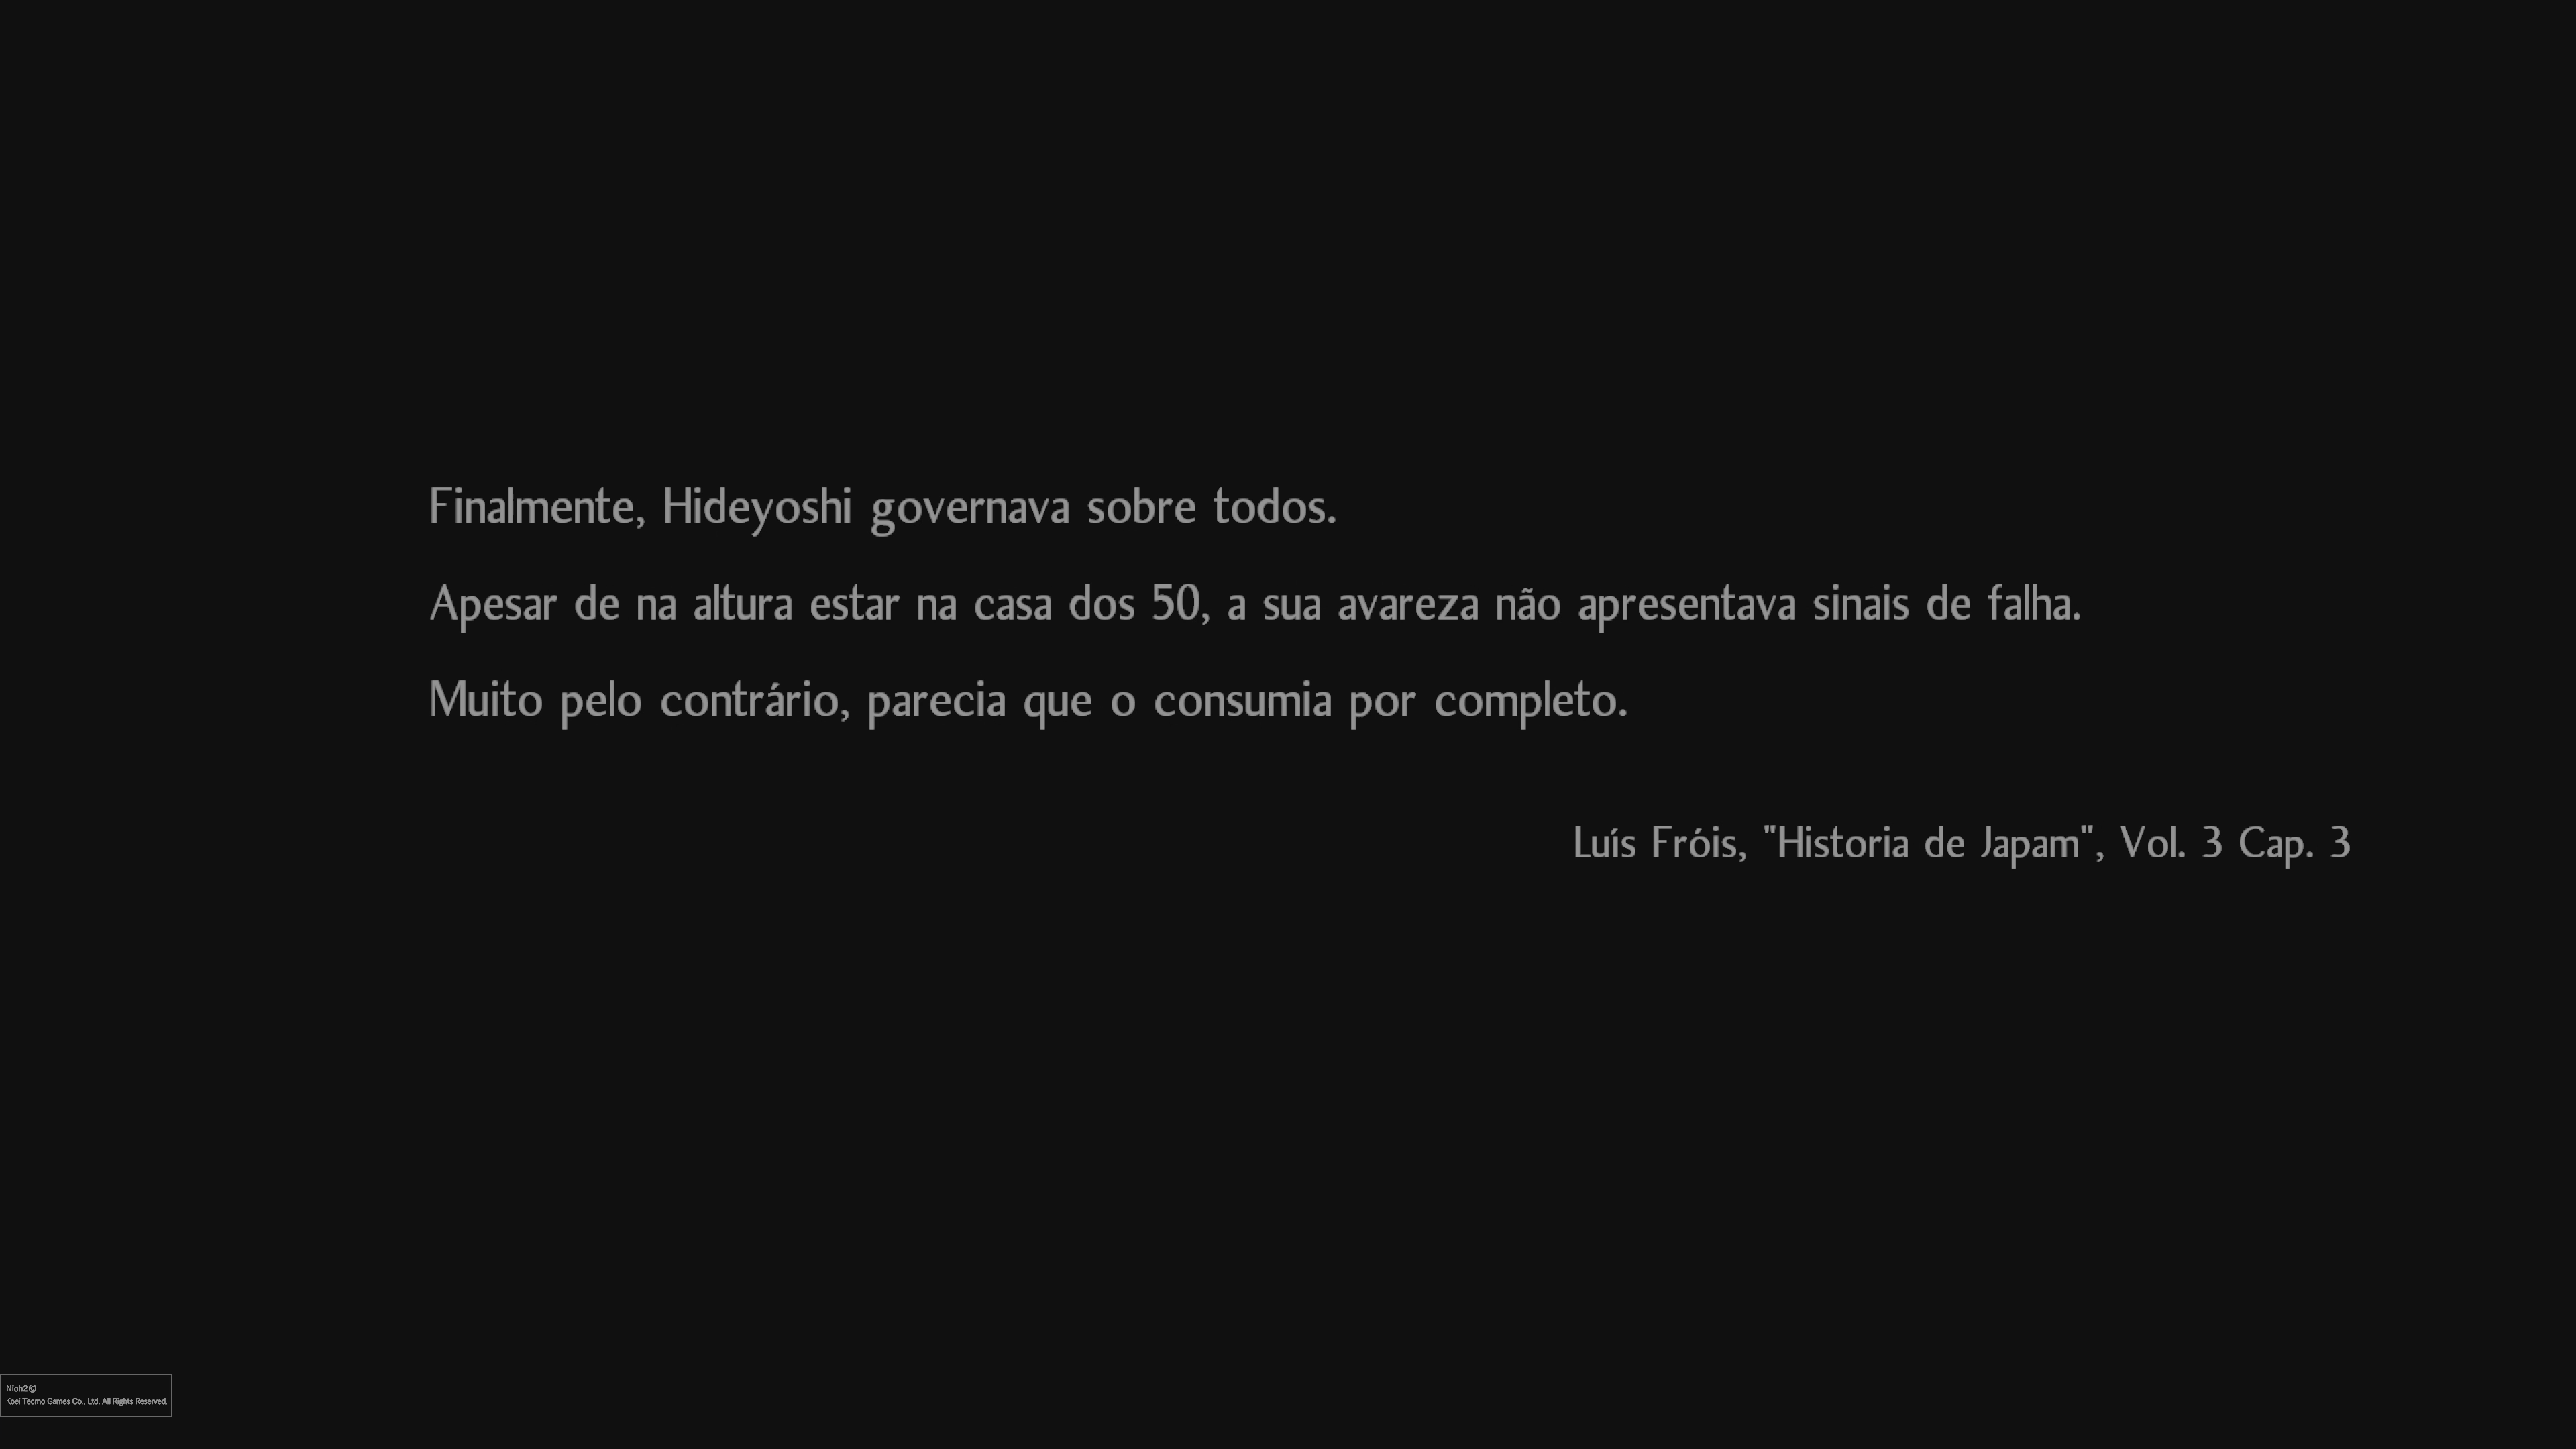 Finalmente, Hideyoshi governava sobre todos.
Apesar de na altura estar na casa dos 50, a sua avareza não apresentava sinais de falha.
Muito pelo contrário, parecia que o consumia por completo.
Luís Fróis, "Historia de Japam", Vol. 3 Cap. 3
Nioh2©
Koei Tecmo Games Co., Ltd. All Rights Reserved.